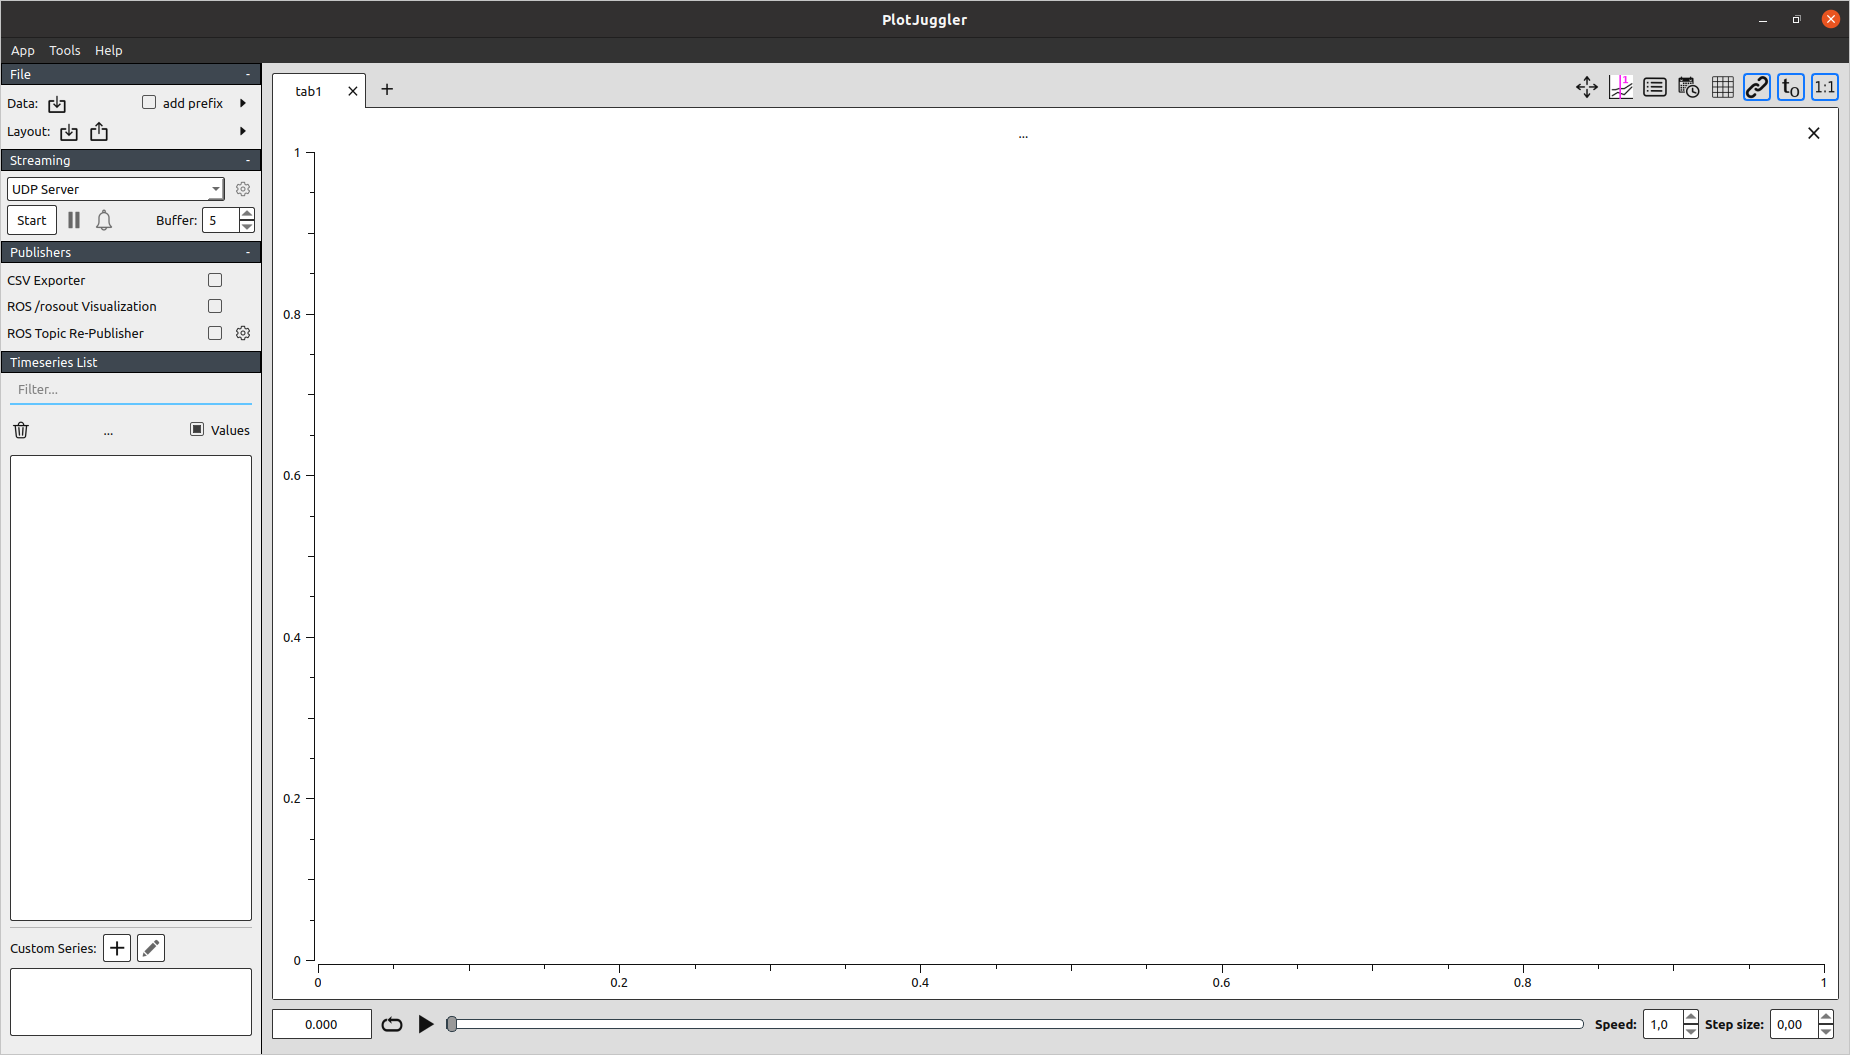 PlotJuggler
App Tools Help
File -
Data: add prefix
Layout:
Streaming -
UDP Server
Start Buffer: 5
Publishers -
CSV Exporter
ROS /rosout Visualization
ROS Topic Re-Publisher
Timeseries List
Filter...
... Values
Custom Series:
tab1
1 t0 1:1
...
1
0.8
0.6
0.4
0.2
0
0 0.2 0.4 0.6 0.8 1
0.000 Speed: 1,0 Step size: 0,00